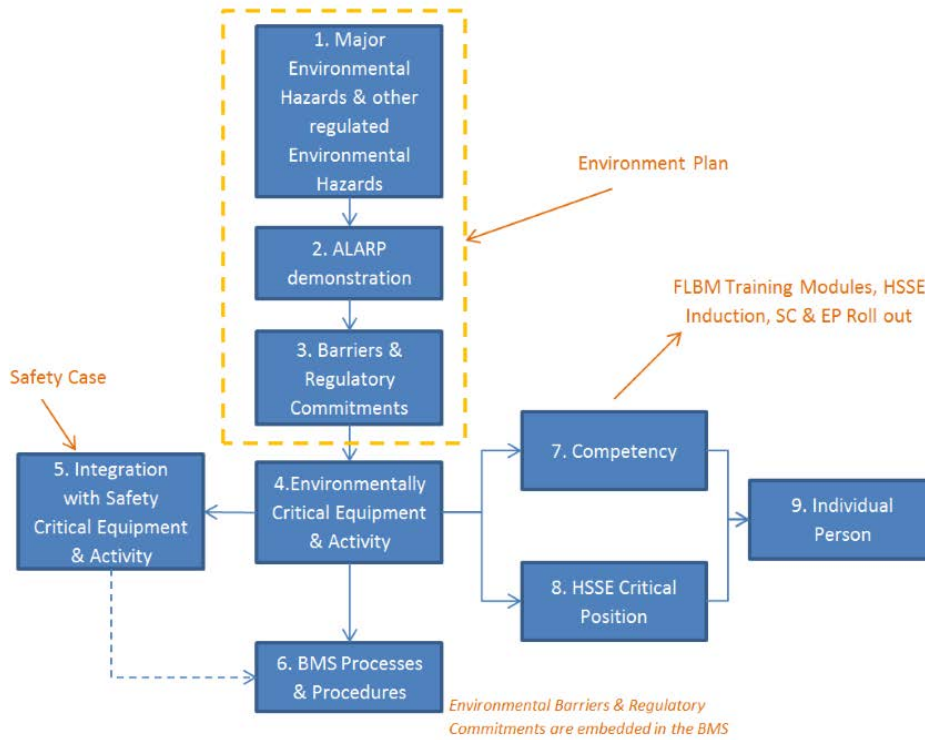 1. Major
Environmental
Hazards & other
regulated
Environmental
Hazards
Environment Plan
2. ALARP
demonstration
FLBM Training Modules, HSSE
Induction, SC & EP Roll out
3. Barriers &
Regulatory
Commitments
Safety Case
5. Integration
with Safety
Critical Equipment
& Activity
4.Environmentally
Critical Equipment
& Activity
7. Competency
9. Individual
Person
8. HSSE Critical
Position
6. BMS Processes
& Procedures
Environmental Barriers & Regulatory
Commitments are embedded in the BMS